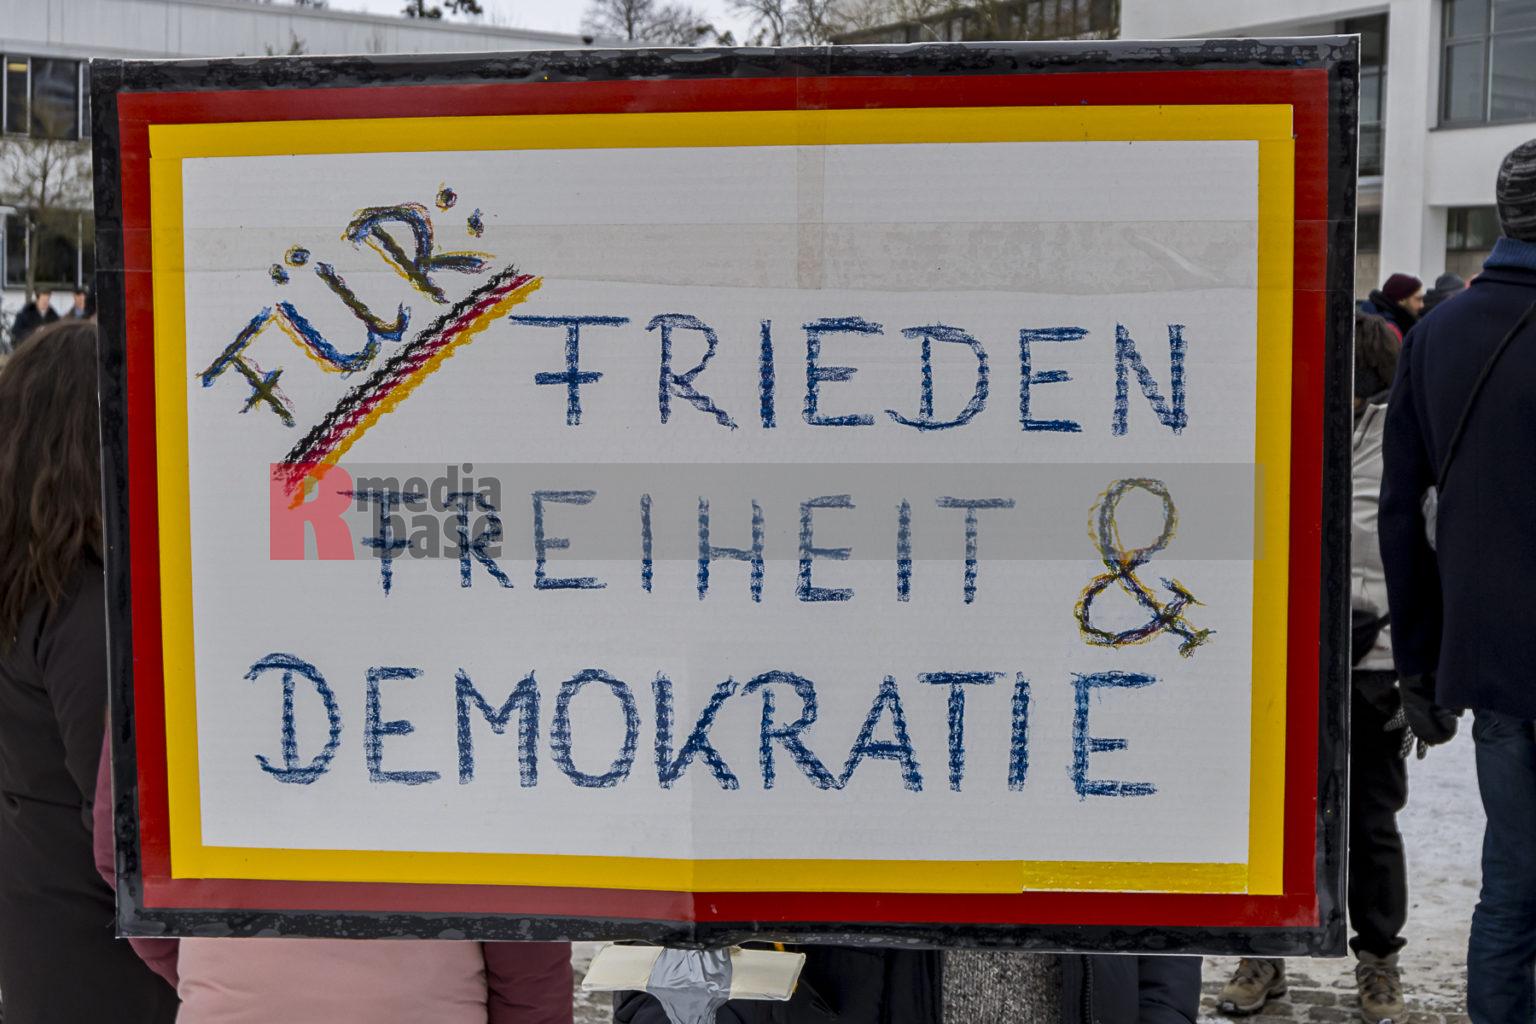 FÜR:
FRIEDEN
FREIHEIT &
DEMOKRATIE
R media
base